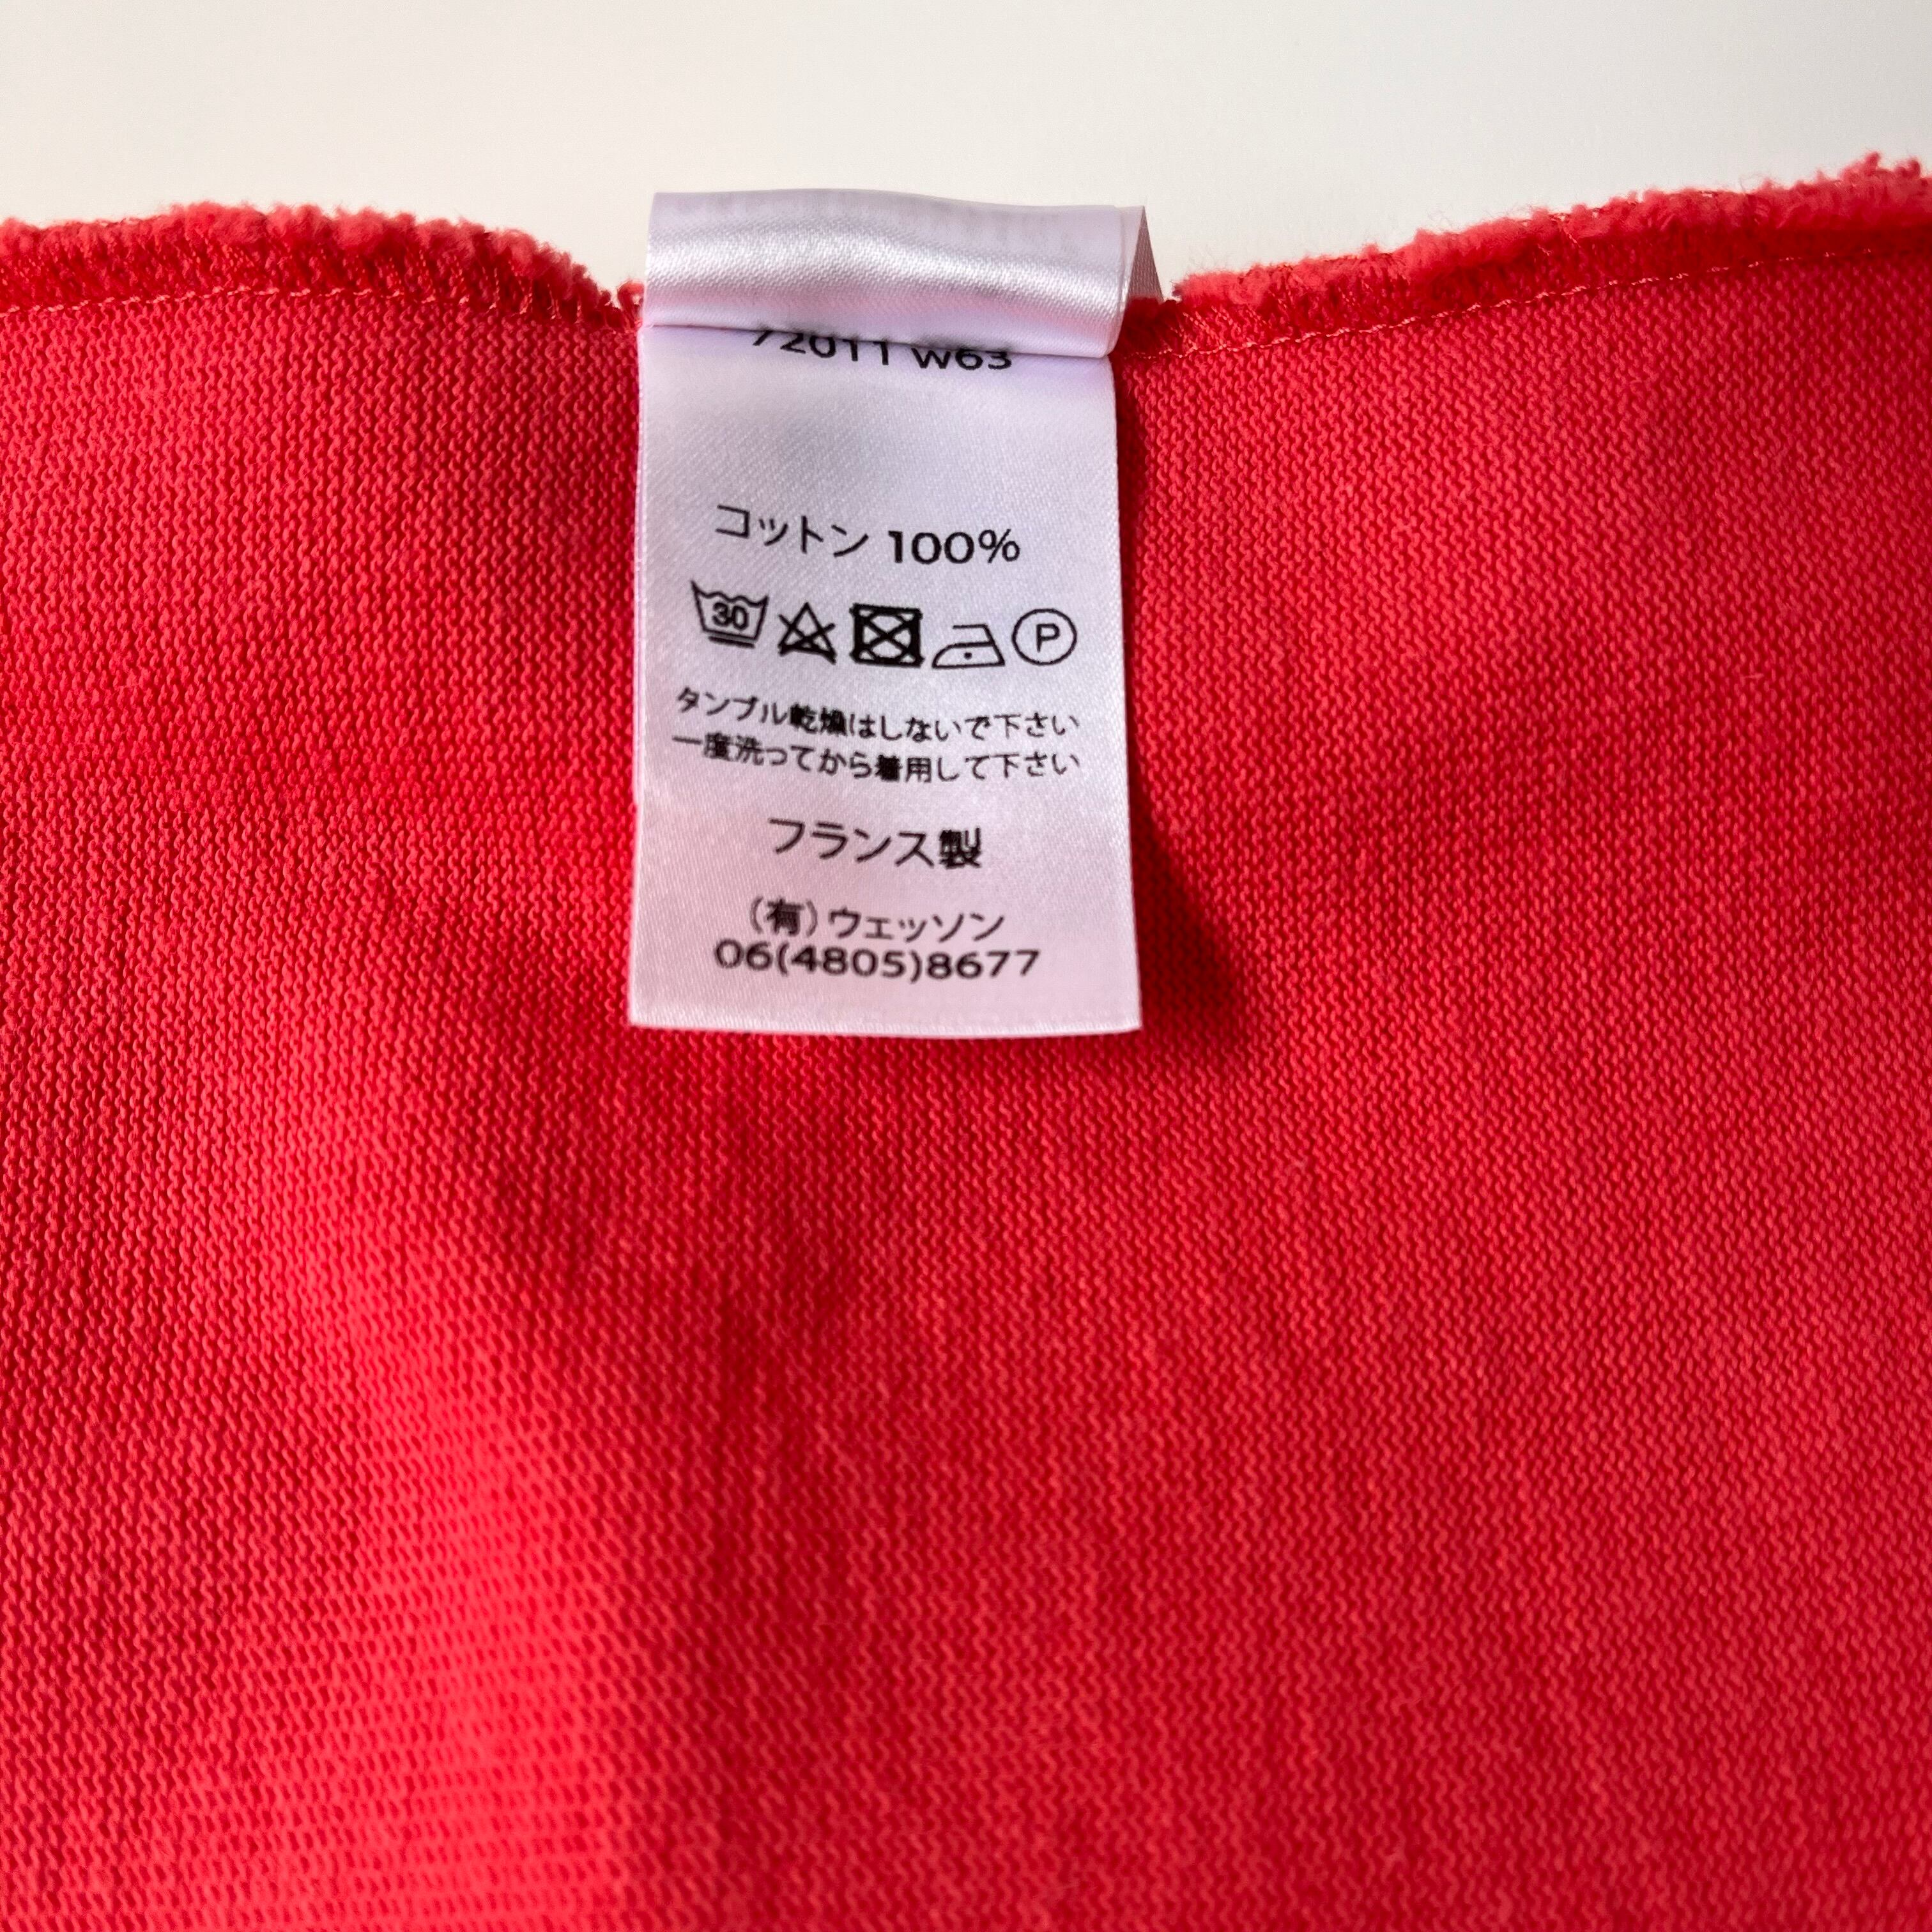 72011 w63
コットン 100%
30 P
タンブル乾燥はしないで下さい
一度洗ってから着用して下さい
フランス製
(有)ウェッソン
06(4805)8677